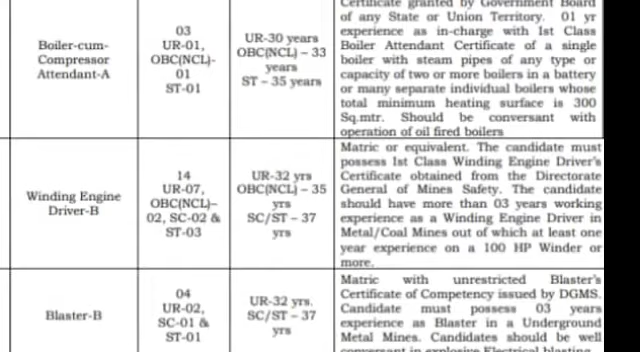 Certificate granted by Government Board
of any State or Union Territory. 01 yr
experience as in-charge with 1st Class
Boiler Attendant Certificate of a single
boiler with steam pipes of any type or
capacity of two or more boilers in a battery
or many separate individual boilers whose
total minimum heating surface is 300
Sq.mtr. Should be conversant with
operation of oil fired boilers
Boiler-cum-
Compressor
Attendant-A
03
UR-01,
OBC(NCL)-
01
ST-01
UR-30 years
OBC(NCL) – 33
years
ST – 35 years
Winding Engine
Driver-B
14
UR-07,
OBC(NCL)–
02, SC-02 &
ST-03
UR-32 yrs
OBC(NCL) – 35
yrs
SC/ST – 37
yrs
Matric or equivalent. The candidate must
possess Ist Class Winding Engine Driver's
Certificate obtained from the Directorate
General of Mines Safety. The candidate
should have more than 03 years working
experience as a Winding Engine Driver in
Metal/Coal Mines out of which at least one
year experience on a 100 HP Winder or
more.
Blaster-B
04
UR-02,
SC-01 &
ST-01
UR-32 yrs.
SC/ST – 37
yrs
Matric with unrestricted Blaster's
Certificate of Competency issued by DGMS.
Candidate must possess 03 years
experience as Blaster in a Underground
Metal Mines. Candidates should be well
conversant in explosive Electrical blasting